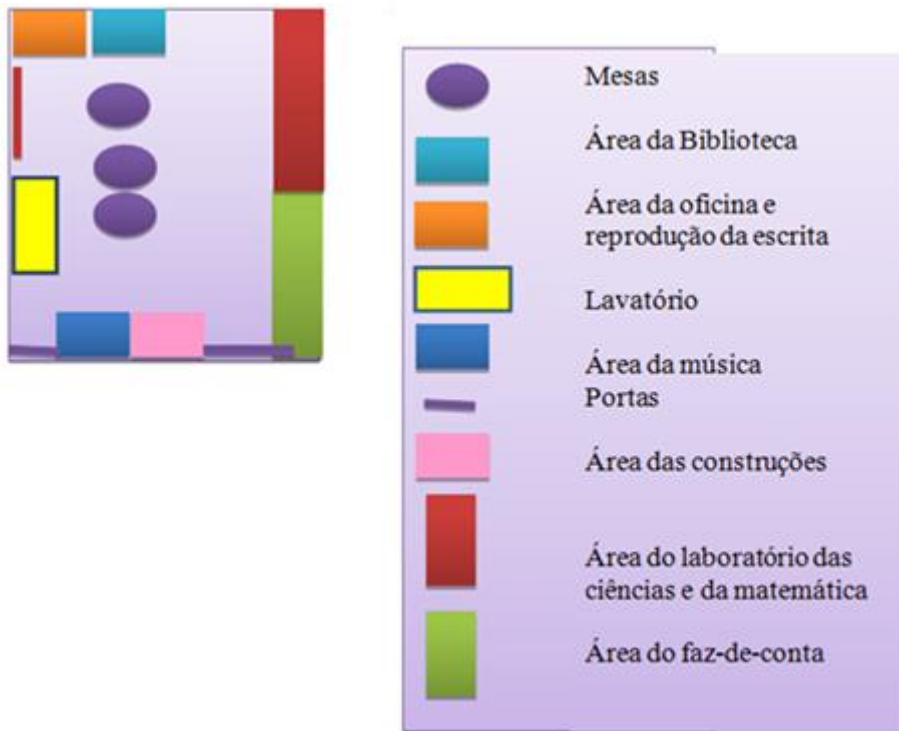 Mesas
Área da Biblioteca
Área da oficina e
reprodução da escrita
Lavatório
Área da música
Portas
Área das construções
Área do laboratório das
ciências e da matemática
Área do faz-de-conta